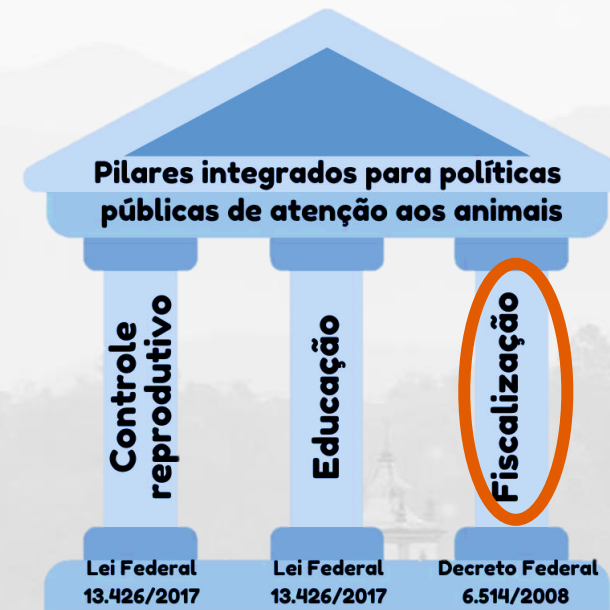 Pilares integrados para políticas
públicas de atenção aos animais
Controle
reprodutivo
Educação
Fiscalização
Lei Federal
13.426/2017
Lei Federal
13.426/2017
Decreto Federal
6.514/2008